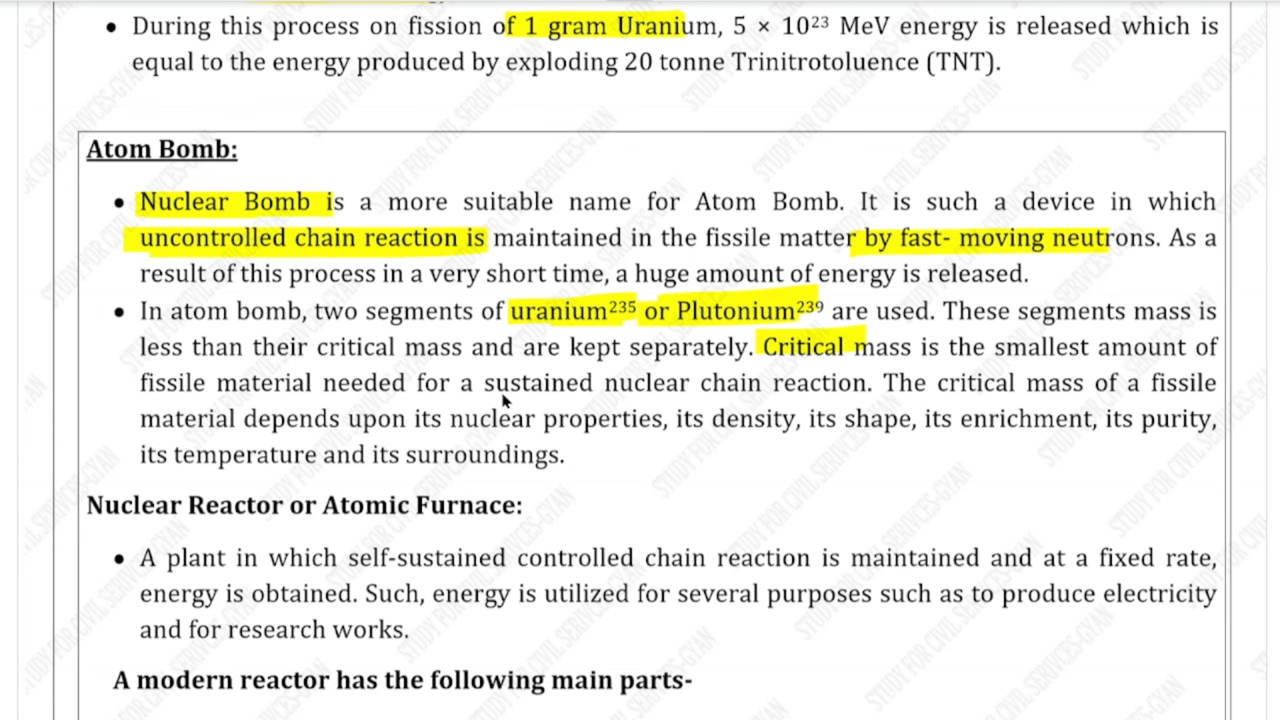 • During this process on fission of 1 gram Uranium, 5 × 10²³ MeV energy is released which is
equal to the energy produced by exploding 20 tonne Trinitrotoluence (TNT).
Atom Bomb:
• Nuclear Bomb is a more suitable name for Atom Bomb. It is such a device in which
uncontrolled chain reaction is maintained in the fissile matter by fast- moving neutrons. As a
result of this process in a very short time, a huge amount of energy is released.
• In atom bomb, two segments of uranium²³⁵ or Plutonium²³⁹ are used. These segments mass is
less than their critical mass and are kept separately. Critical mass is the smallest amount of
fissile material needed for a sustained nuclear chain reaction. The critical mass of a fissile
material depends upon its nuclear properties, its density, its shape, its enrichment, its purity,
its temperature and its surroundings.
Nuclear Reactor or Atomic Furnace:
• A plant in which self-sustained controlled chain reaction is maintained and at a fixed rate,
energy is obtained. Such, energy is utilized for several purposes such as to produce electricity
and for research works.
A modern reactor has the following main parts-